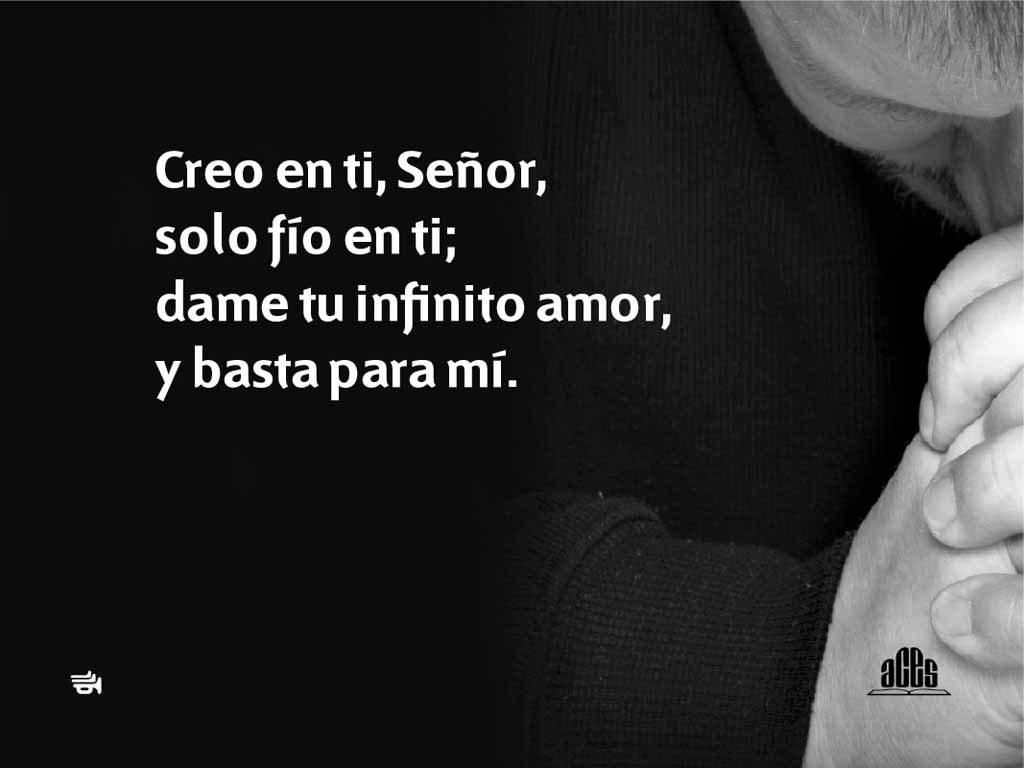 Creo en ti, Señor,
solo fío en ti;
dame tu infinito amor,
y basta para mí.
aces